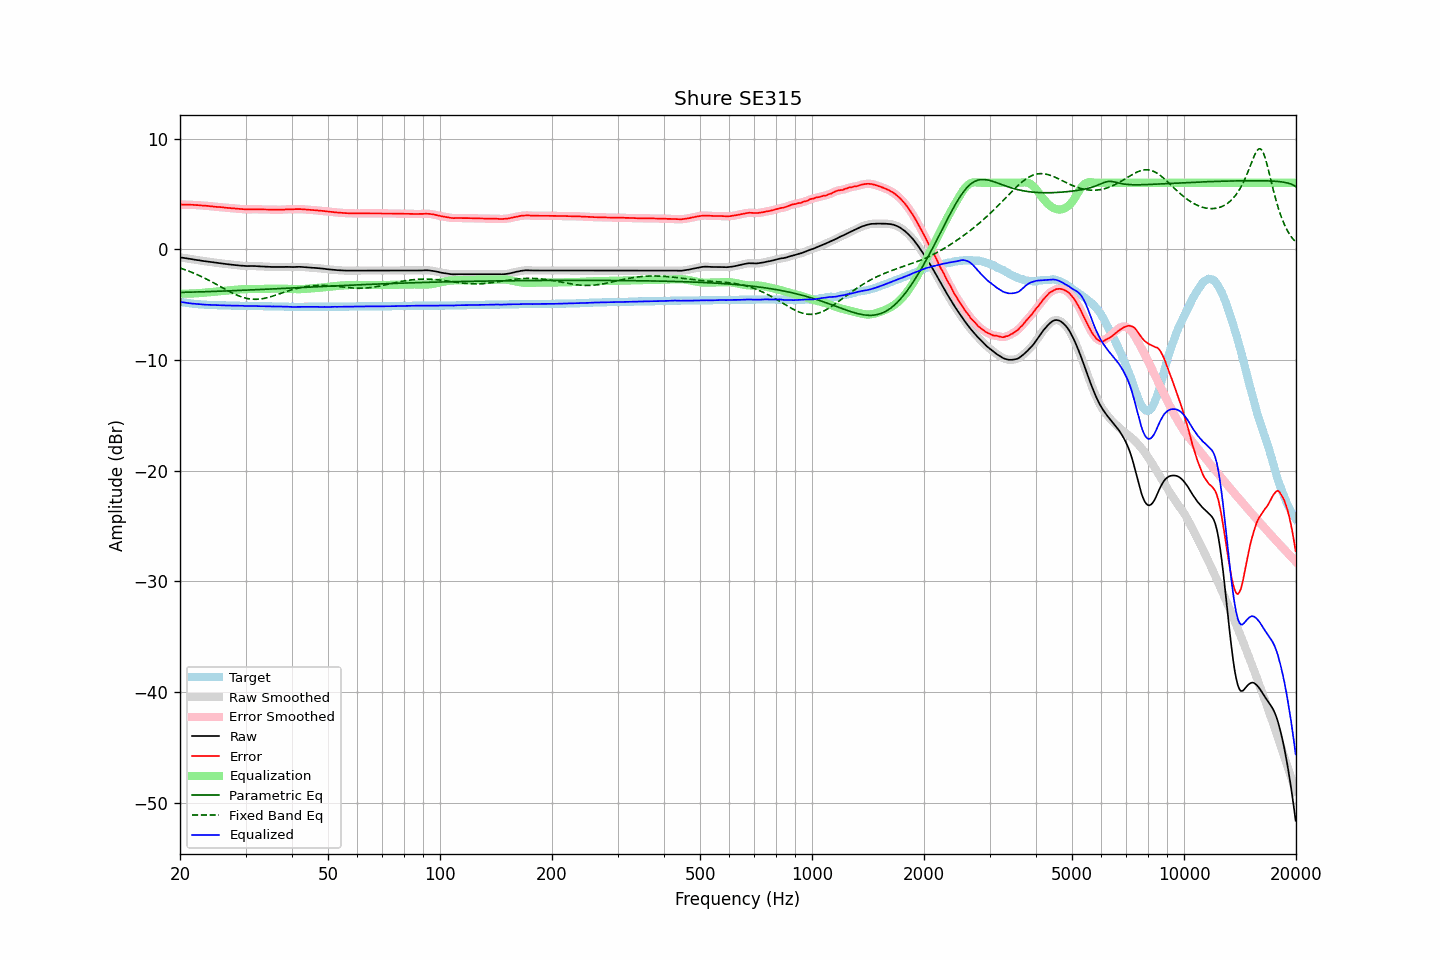 Shure SE315
10
0
−10
−20
−30
−40
−50
Amplitude (dBr)
Target
Raw Smoothed
Error Smoothed
Raw
Error
Equalization
Parametric Eq
Fixed Band Eq
Equalized
20 50 100 200 500 1000 2000 5000 10000 20000
Frequency (Hz)